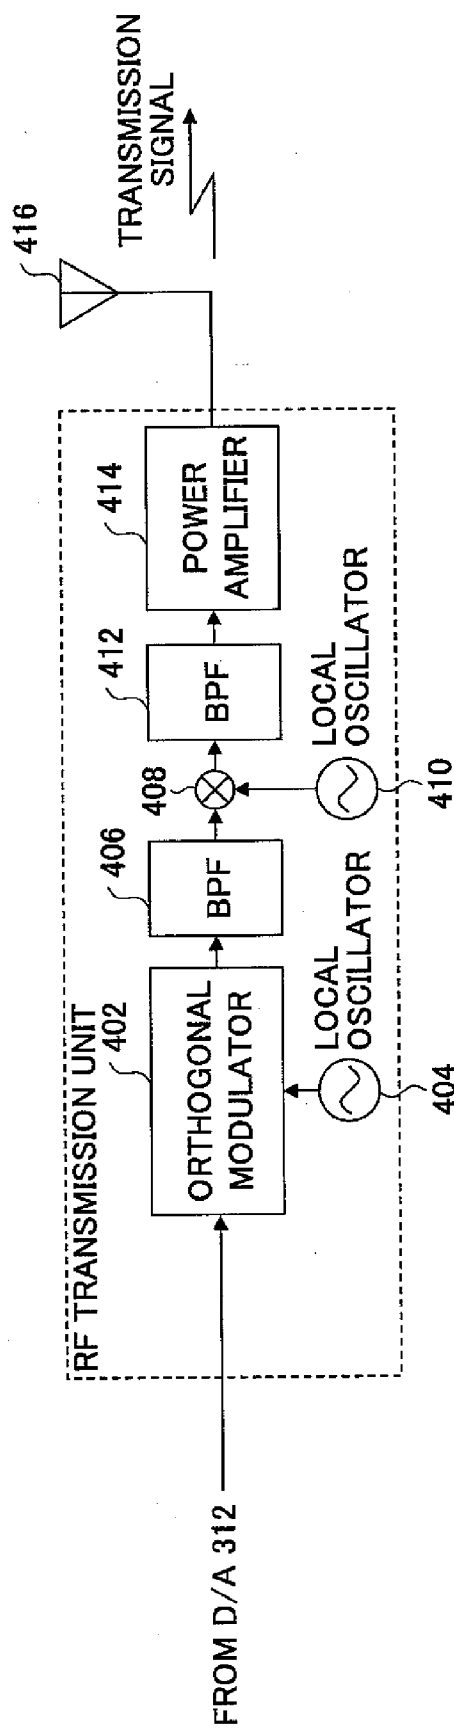 RF TRANSMISSION UNIT
FROM D/A 312
402
ORTHOGONAL
MODULATOR
LOCAL
OSCILLATOR
404
406
BPF
408
LOCAL
OSCILLATOR
410
412
BPF
414
POWER
AMPLIFIER
416
TRANSMISSION
SIGNAL